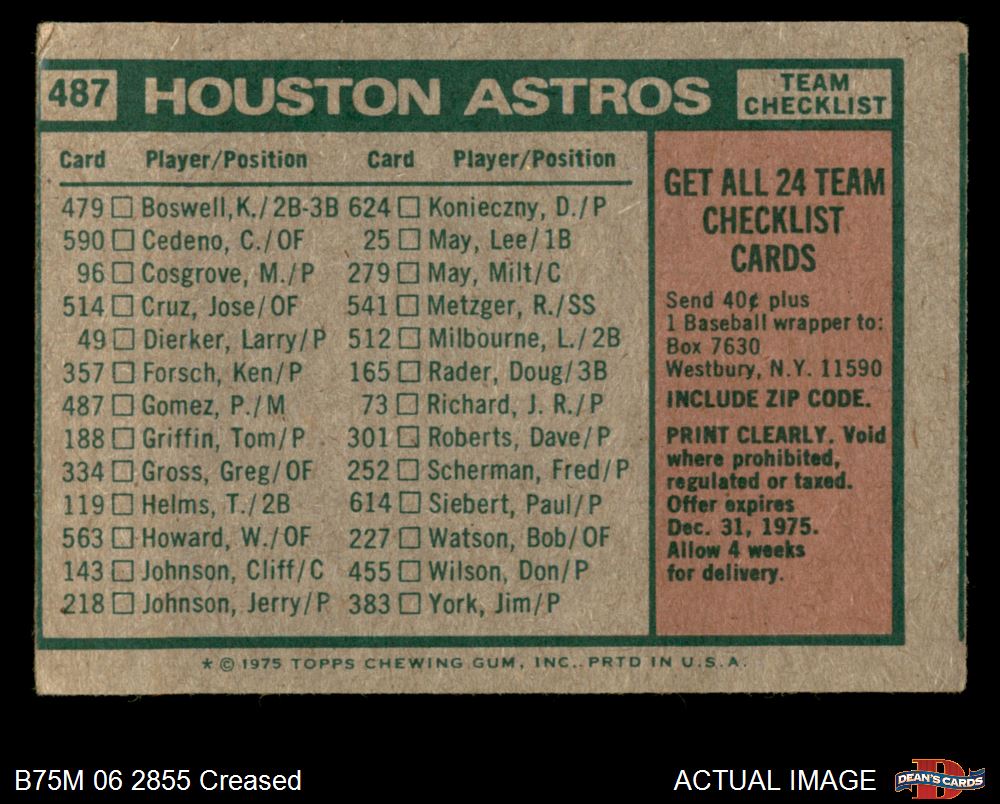 487 HOUSTON ASTROS TEAM CHECKLIST
Card Player/Position Card Player/Position
479 Boswell,K./2B-3B 624 Konieczny, D./P
590 Cedeno, C./OF 25 May, Lee/1B
96 Cosgrove, M./P 279 May, Milt/C
514 Cruz, Jose/OF 541 Metzger, R./SS
49 Dierker, Larry/P 512 Milbourne, L./2B
357 Forsch, Ken/P 165 Rader, Doug/3B
487 Gomez, P./M 73 Richard, J. R./P
188 Griffin, Tom/P 301 Roberts, Dave/P
334 Gross, Greg/OF 252 Scherman, Fred/P
119 Helms, T./2B 614 Siebert, Paul/P
563 Howard, W./OF 227 Watson, Bob/OF
143 Johnson, Cliff/C 455 Wilson, Don/P
218 Johnson, Jerry/P 383 York, Jim/P
GET ALL 24 TEAM
CHECKLIST
CARDS
Send 40¢ plus
1 Baseball wrapper to:
Box 7630
Westbury, N.Y. 11590
INCLUDE ZIP CODE.
PRINT CLEARLY. Void
where prohibited,
regulated or taxed.
Offer expires
Dec. 31, 1975.
Allow 4 weeks
for delivery.
* © 1975 TOPPS CHEWING GUM, INC.. PRTD IN U.S.A.
B75M 06 2855 Creased
ACTUAL IMAGE
DEAN'S CARDS